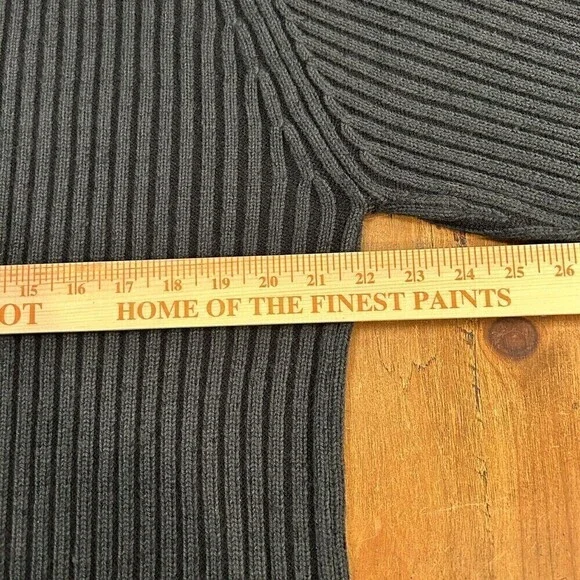 15 16 17 18 19 20 21 22 23 24 25 26
OT HOME OF THE FINEST PAINTS